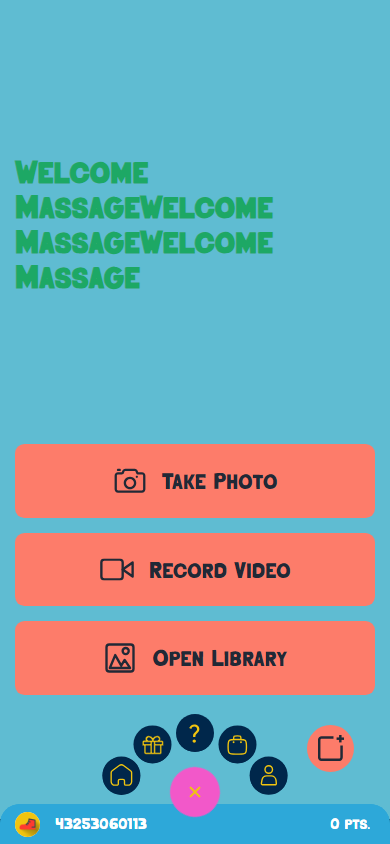 Welcome
MassageWelcome
MassageWelcome
Massage
Take Photo
Record Video
Open Library
?
43253060113
0 pts.